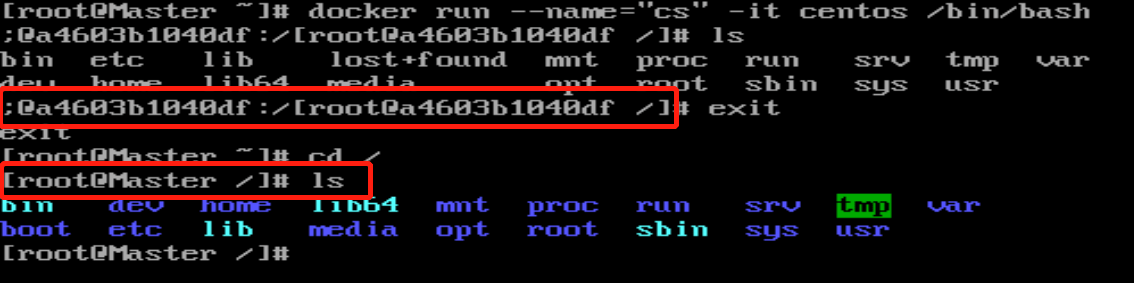 [root@Master ~]# docker run --name="cs" -it centos /bin/bash
;@a4603b1040df:/[root@a4603b1040df /]# ls
bin etc lib lost+found mnt proc run srv tmp var
dev home lib64 media opt root sbin sys usr
;@a4603b1040df:/[root@a4603b1040df /]# exit
exit
[root@Master ~]# cd /
[root@Master /]# ls
bin dev home lib64 mnt proc run srv tmp var
boot etc lib media opt root sbin sys usr
[root@Master /]#